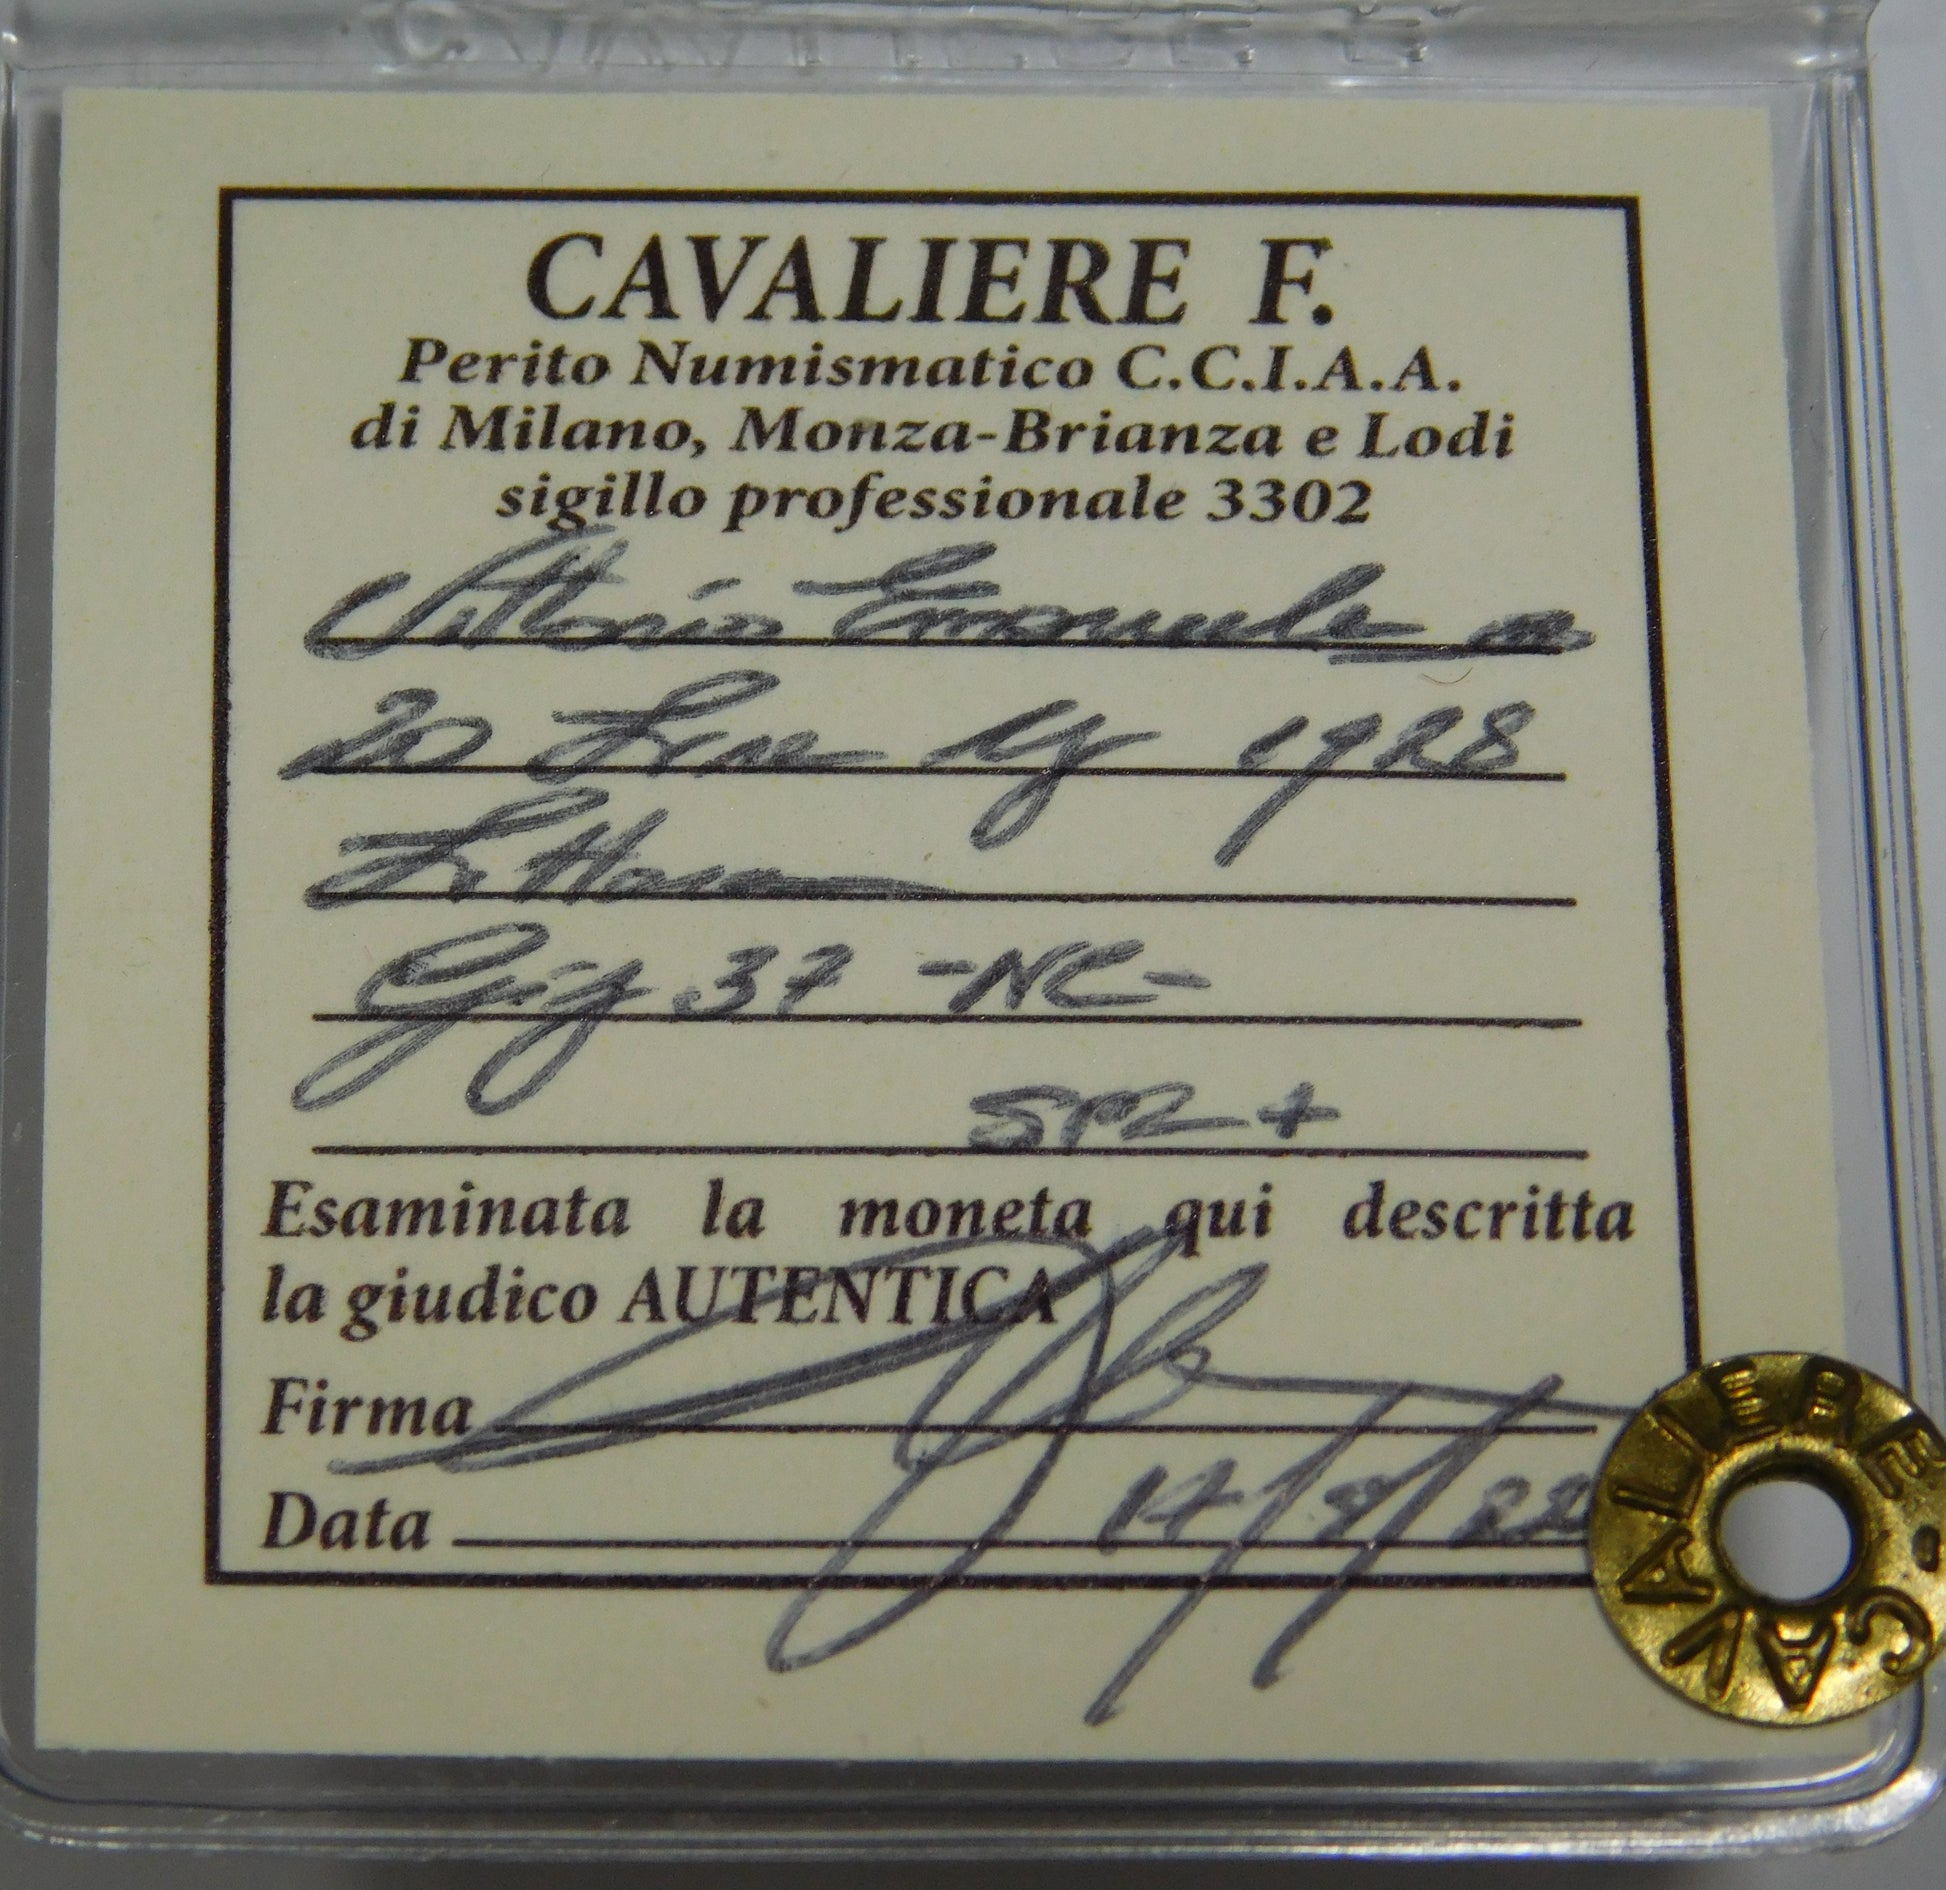 CAVALIERE F.
Perito Numismatico C.C.I.A.A.
di Milano, Monza-Brianza e Lodi
sigillo professionale 3302
Vittorio Emanuele
20 Lire Ag 1928
Littore
Gig 37 -NC-
SPL +
Esaminata la moneta qui descritta
la giudico AUTENTICA
Firma
Data
CAVALIERE